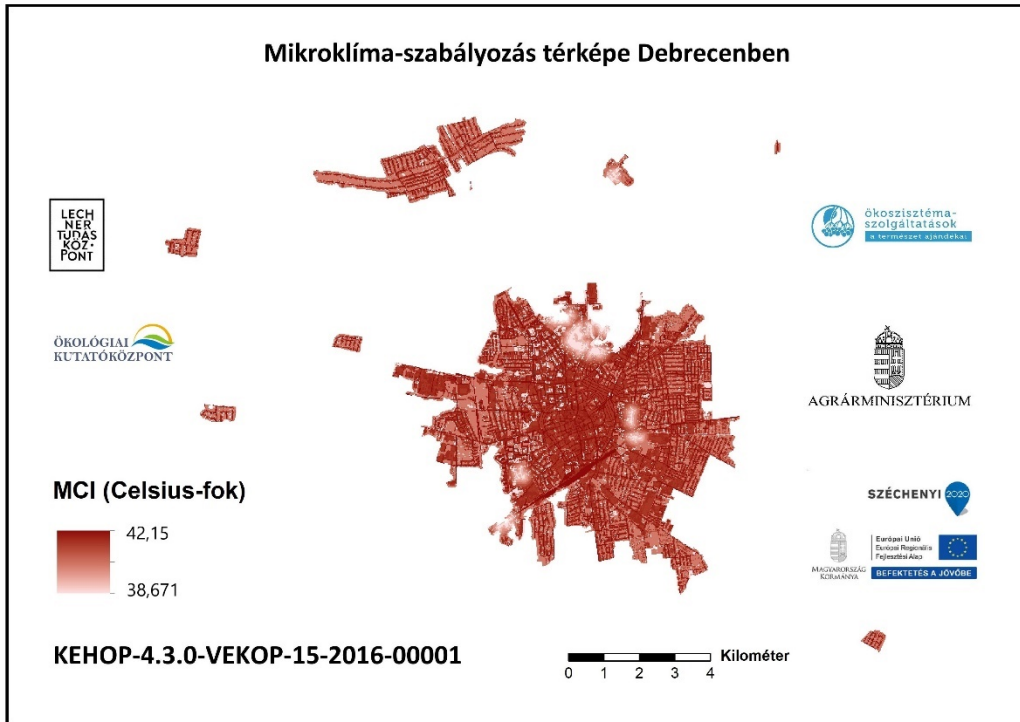 Mikroklíma-szabályozás térképe Debrecenben
LECH
NER
TUDÁS
KÖZ·
PONT
ökoszisztéma-
szolgáltatások
a természet ajándékai
ÖKOLÓGIAI
KUTATÓKÖZPONT
AGRÁRMINISZTÉRIUM
MCI (Celsius-fok)
42,15
38,671
SZÉCHENYI 2020
MAGYARORSZÁG
KORMÁNYA
Európai Unió
Európai Regionális
Fejlesztési Alap
BEFEKTETÉS A JÖVŐBE
KEHOP-4.3.0-VEKOP-15-2016-00001
Kilométer
0 1 2 3 4